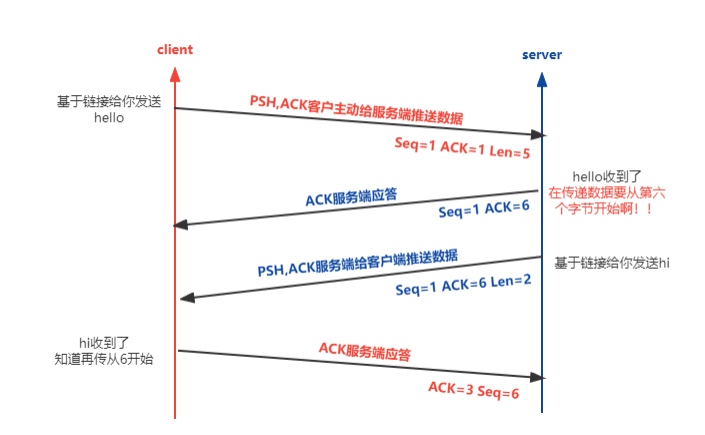 client
server
基于链接给你发送
hello
PSH,ACK客户主动给服务端推送数据
Seq=1 ACK=1 Len=5
hello收到了
在传递数据要从第六
个字节开始啊！！
ACK服务端应答
Seq=1 ACK=6
PSH,ACK服务端给客户端推送数据
基于链接给你发送hi
Seq=1 ACK=6 Len=2
hi收到了
知道再传从6开始
ACK服务端应答
ACK=3 Seq=6